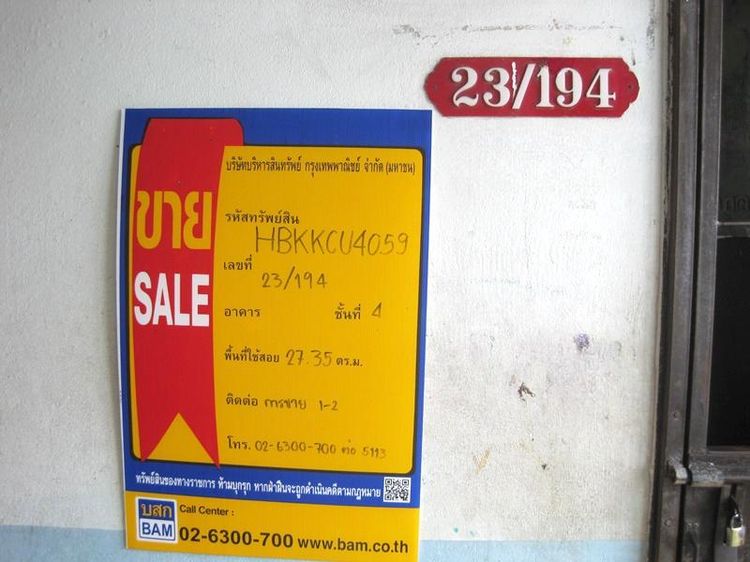 23/194
บริษัทบริหารสินทรัพย์ กรุงเทพพาณิชย์ จำกัด (มหาชน)
ขาย
SALE
รหัสทรัพย์สิน
HBKKCU4059
เลขที่ 23/194
อาคาร ชั้นที่ 4
พื้นที่ใช้สอย 27.35 ตร.ม.
ติดต่อ การขาย 1-2
โทร. 02-6300-700 ต่อ 5113
ทรัพย์สินของทางราชการ ห้ามบุกรุก หากฝ่าฝืนจะถูกดำเนินคดีตามกฎหมาย
บสก
BAM
Call Center :
02-6300-700 www.bam.co.th